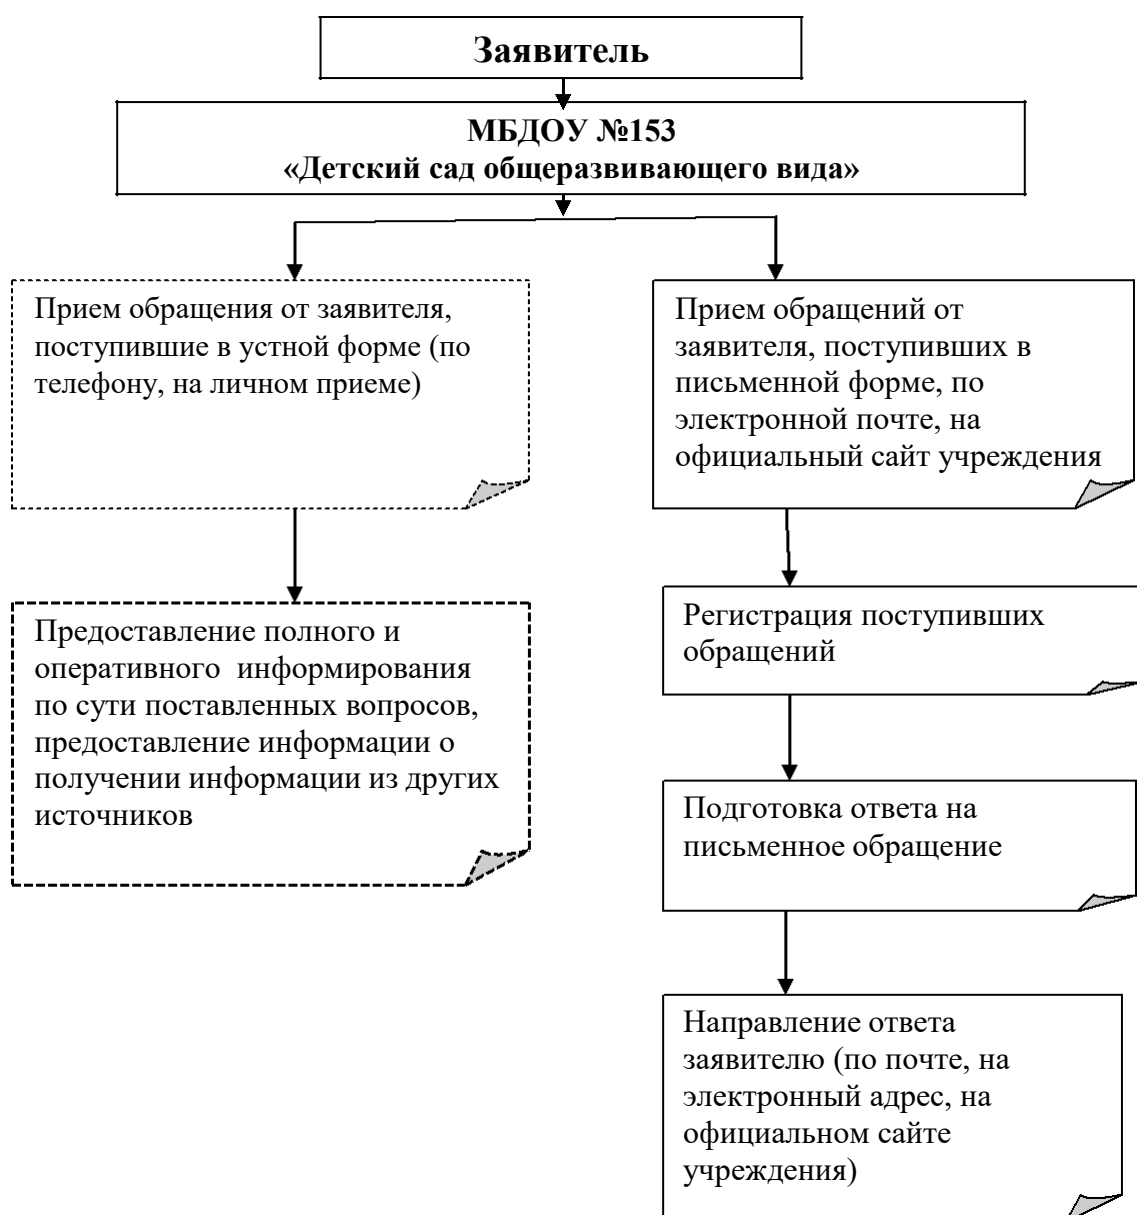 Заявитель
МБДОУ №153
«Детский сад общеразвивающего вида»
Прием обращения от заявителя,
поступившие в устной форме (по
телефону, на личном приеме)
Прием обращений от
заявителя, поступивших в
письменной форме, по
электронной почте, на
официальный сайт учреждения
Предоставление полного и
оперативного информирования
по сути поставленных вопросов,
предоставление информации о
получении информации из других
источников
Регистрация поступивших
обращений
Подготовка ответа на
письменное обращение
Направление ответа
заявителю (по почте, на
электронный адрес, на
официальном сайте
учреждения)